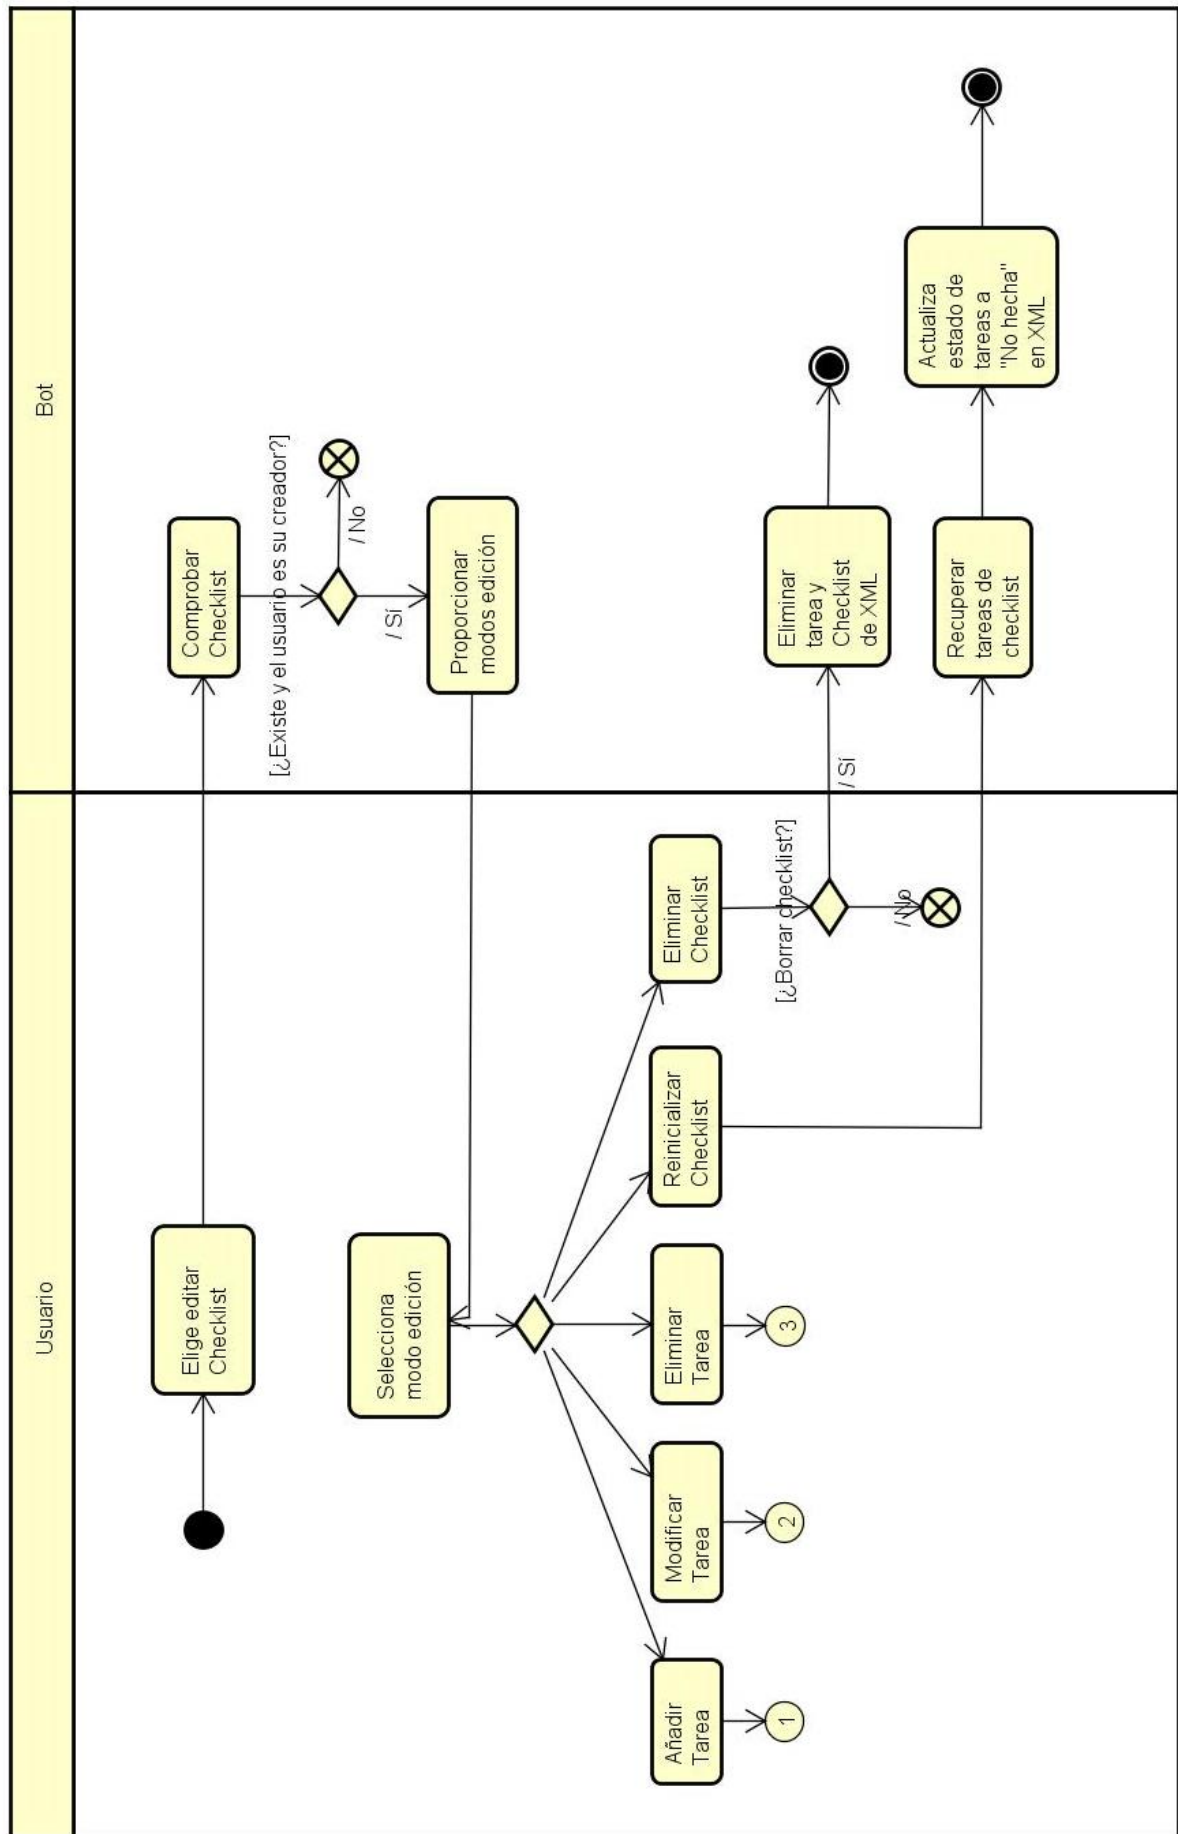 Usuario
Bot
Elige editar
Checklist
Comprobar
Checklist
[¿Existe y el usuario es su creador?]
/ No
/ Sí
Proporcionar
modos edición
Selecciona
modo edición
Añadir
Tarea
Modificar
Tarea
Eliminar
Tarea
Reinicializar
Checklist
Eliminar
Checklist
1
2
3
[¿Borrar checklist?]
/ Sí
/ No
Eliminar
tarea y
Checklist
de XML
Recuperar
tareas de
checklist
Actualiza
estado de
tareas a
"No hecha"
en XML